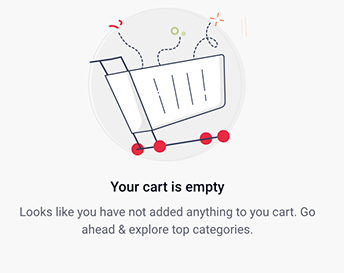 Your cart is empty
Looks like you have not added anything to you cart. Go
ahead & explore top categories.